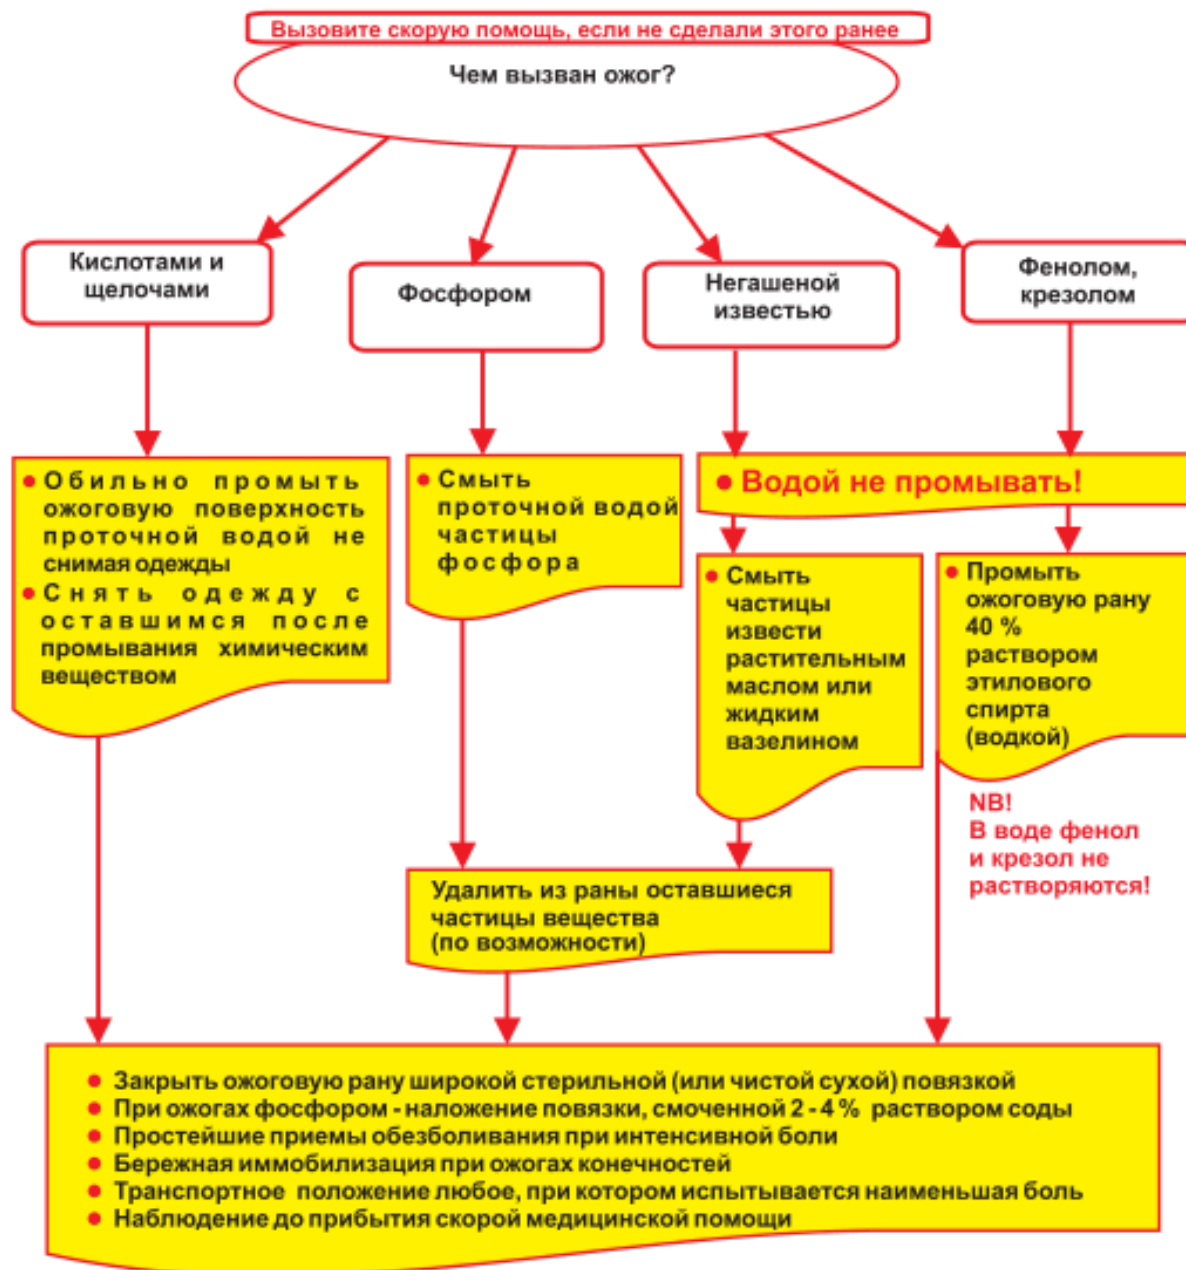 Вызовите скорую помощь, если не сделали этого ранее
Чем вызван ожог?
Кислотами и
щелочами
Фосфором
Негашеной
известью
Фенолом,
крезолом
Обильно промыть
ожоговую поверхность
проточной водой не
снимая одежды
Снять одежду с
оставшимся после
промывания химическим
веществом
Смыть
проточной водой
частицы
фосфора
Водой не промывать!
Смыть
частицы
извести
растительным
маслом или
жидким
вазелином
Промыть
ожоговую рану
40 %
раствором
этилового
спирта
(водкой)
NB!
В воде фенол
и крезол не
растворяются!
Удалить из раны оставшиеся
частицы вещества
(по возможности)
Закрыть ожоговую рану широкой стерильной (или чистой сухой) повязкой
При ожогах фосфором - наложение повязки, смоченной 2 - 4 % раствором соды
Простейшие приемы обезболивания при интенсивной боли
Бережная иммобилизация при ожогах конечностей
Транспортное положение любое, при котором испытывается наименьшая боль
Наблюдение до прибытия скорой медицинской помощи